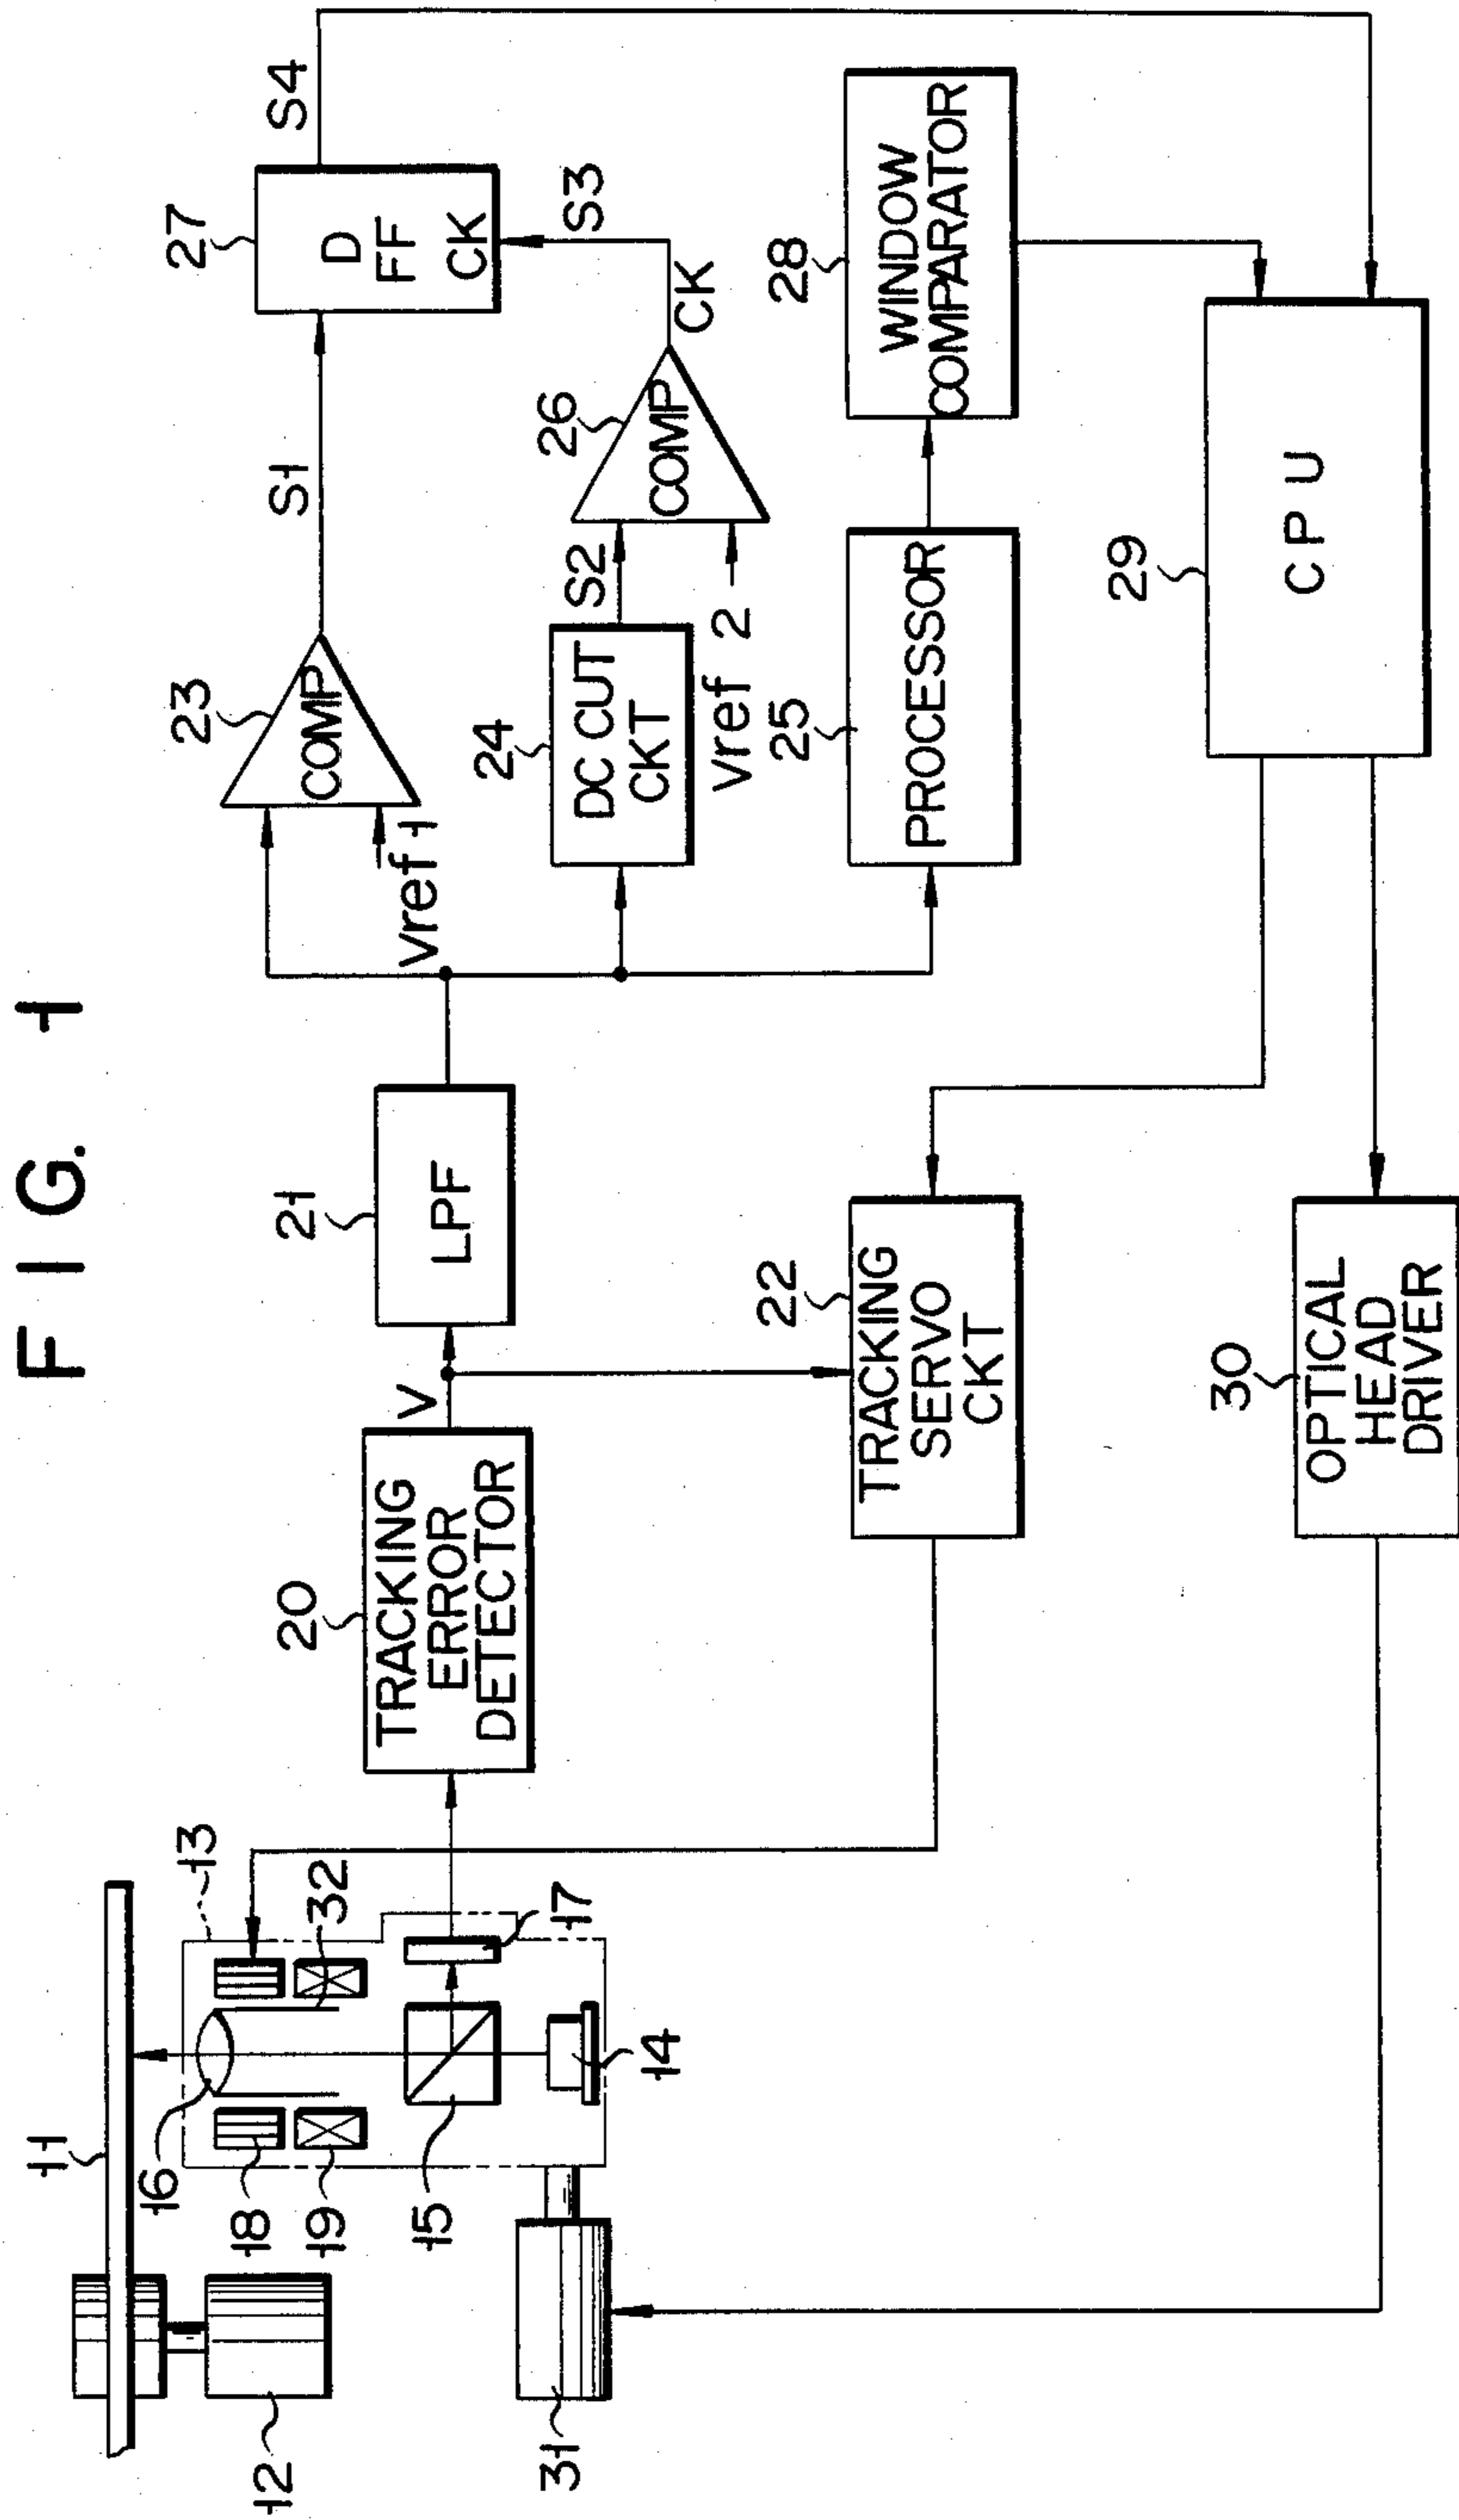 FIG. 1
11
12
13
16
18
19
32
15
17
14
31
20
TRACKING
ERROR
DETECTOR
V
21
LPF
22
TRACKING
SERVO
CKT
30
OPTICAL
HEAD
DRIVER
23
COMP
Vref 1
S1
24
DC CUT
CKT
S2
Vref 2
26
COMP
CK
S3
27
D
FF
CK
S4
25
PROCESSOR
28
WINDOW
COMPARATOR
29
CPU